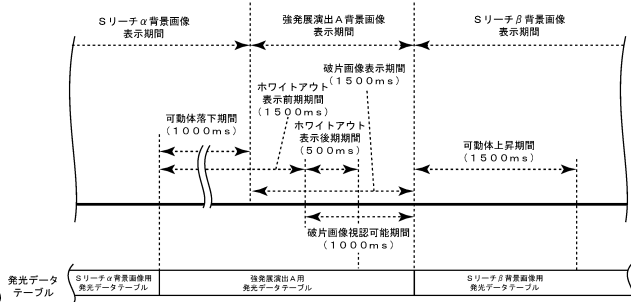 Sリーチα背景画像
表示期間
強発展演出A背景画像
表示期間
Sリーチβ背景画像
表示期間
破片画像表示期間
(1500ms)
ホワイトアウト
表示前期期間
(1500ms)
可動体落下期間
(1000ms)
ホワイトアウト
表示後期期間
(500ms)
可動体上昇期間
(1500ms)
破片画像視認可能期間
(1000ms)
発光データ
テーブル
Sリーチα背景画像用
発光データテーブル
強発展演出A用
発光データテーブル
Sリーチβ背景画像用
発光データテーブル